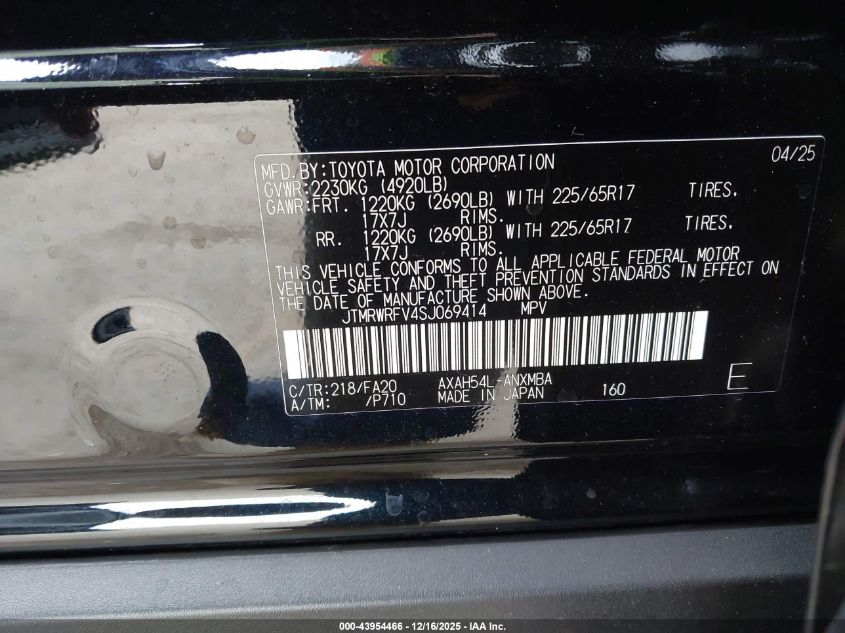 04/25
MFD.BY:TOYOTA MOTOR CORPORATION
GVWR:2230KG (4920LB)
GAWR:FRT. 1220KG (2690LB) WITH 225/65R17 TIRES.
17X7J RIMS.
RR. 1220KG (2690LB) WITH 225/65R17 TIRES.
17X7J RIMS.
THIS VEHICLE CONFORMS TO ALL APPLICABLE FEDERAL MOTOR
VEHICLE SAFETY AND THEFT PREVENTION STANDARDS IN EFFECT ON
THE DATE OF MANUFACTURE SHOWN ABOVE.
JTMRWRFV4SJ069414 MPV
C/TR:218/FA20 AXAH54L-ANXMBA 160 E
A/TM: /P710 MADE IN JAPAN
000-43954466 - 12/16/2025 - IAA Inc.